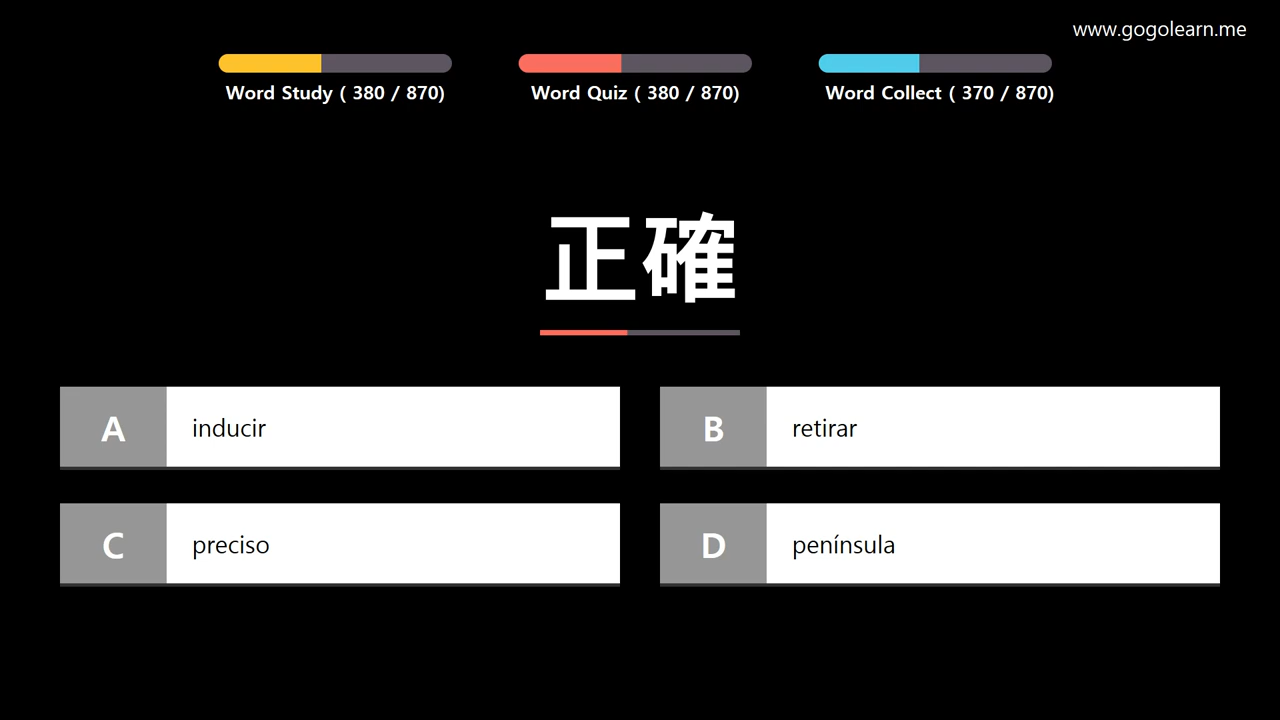 www.gogolearn.me
Word Study ( 380 / 870)
Word Quiz ( 380 / 870)
Word Collect ( 370 / 870)
正確
A inducir
B retirar
C preciso
D península